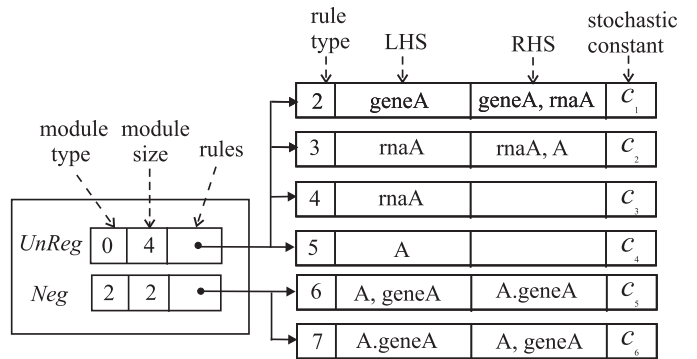 rule type LHS RHS stochastic constant
2 geneA geneA, rnaA c₁
module type module size rules
3 rnaA rnaA, A c₂
4 rnaA c₃
UnReg 0 4
5 A c₄
Neg 2 2
6 A, geneA A.geneA c₅
7 A.geneA A, geneA c₆